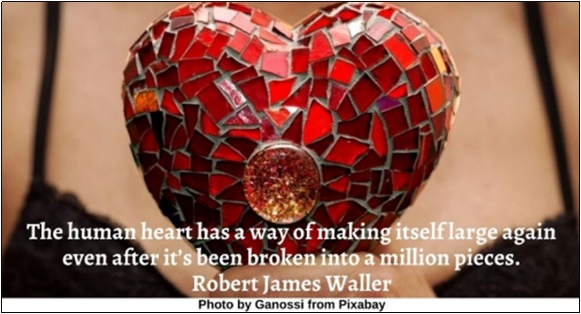 The human heart has a way of making itself large again
even after it's been broken into a million pieces.
Robert James Waller
Photo by Ganossi from Pixabay